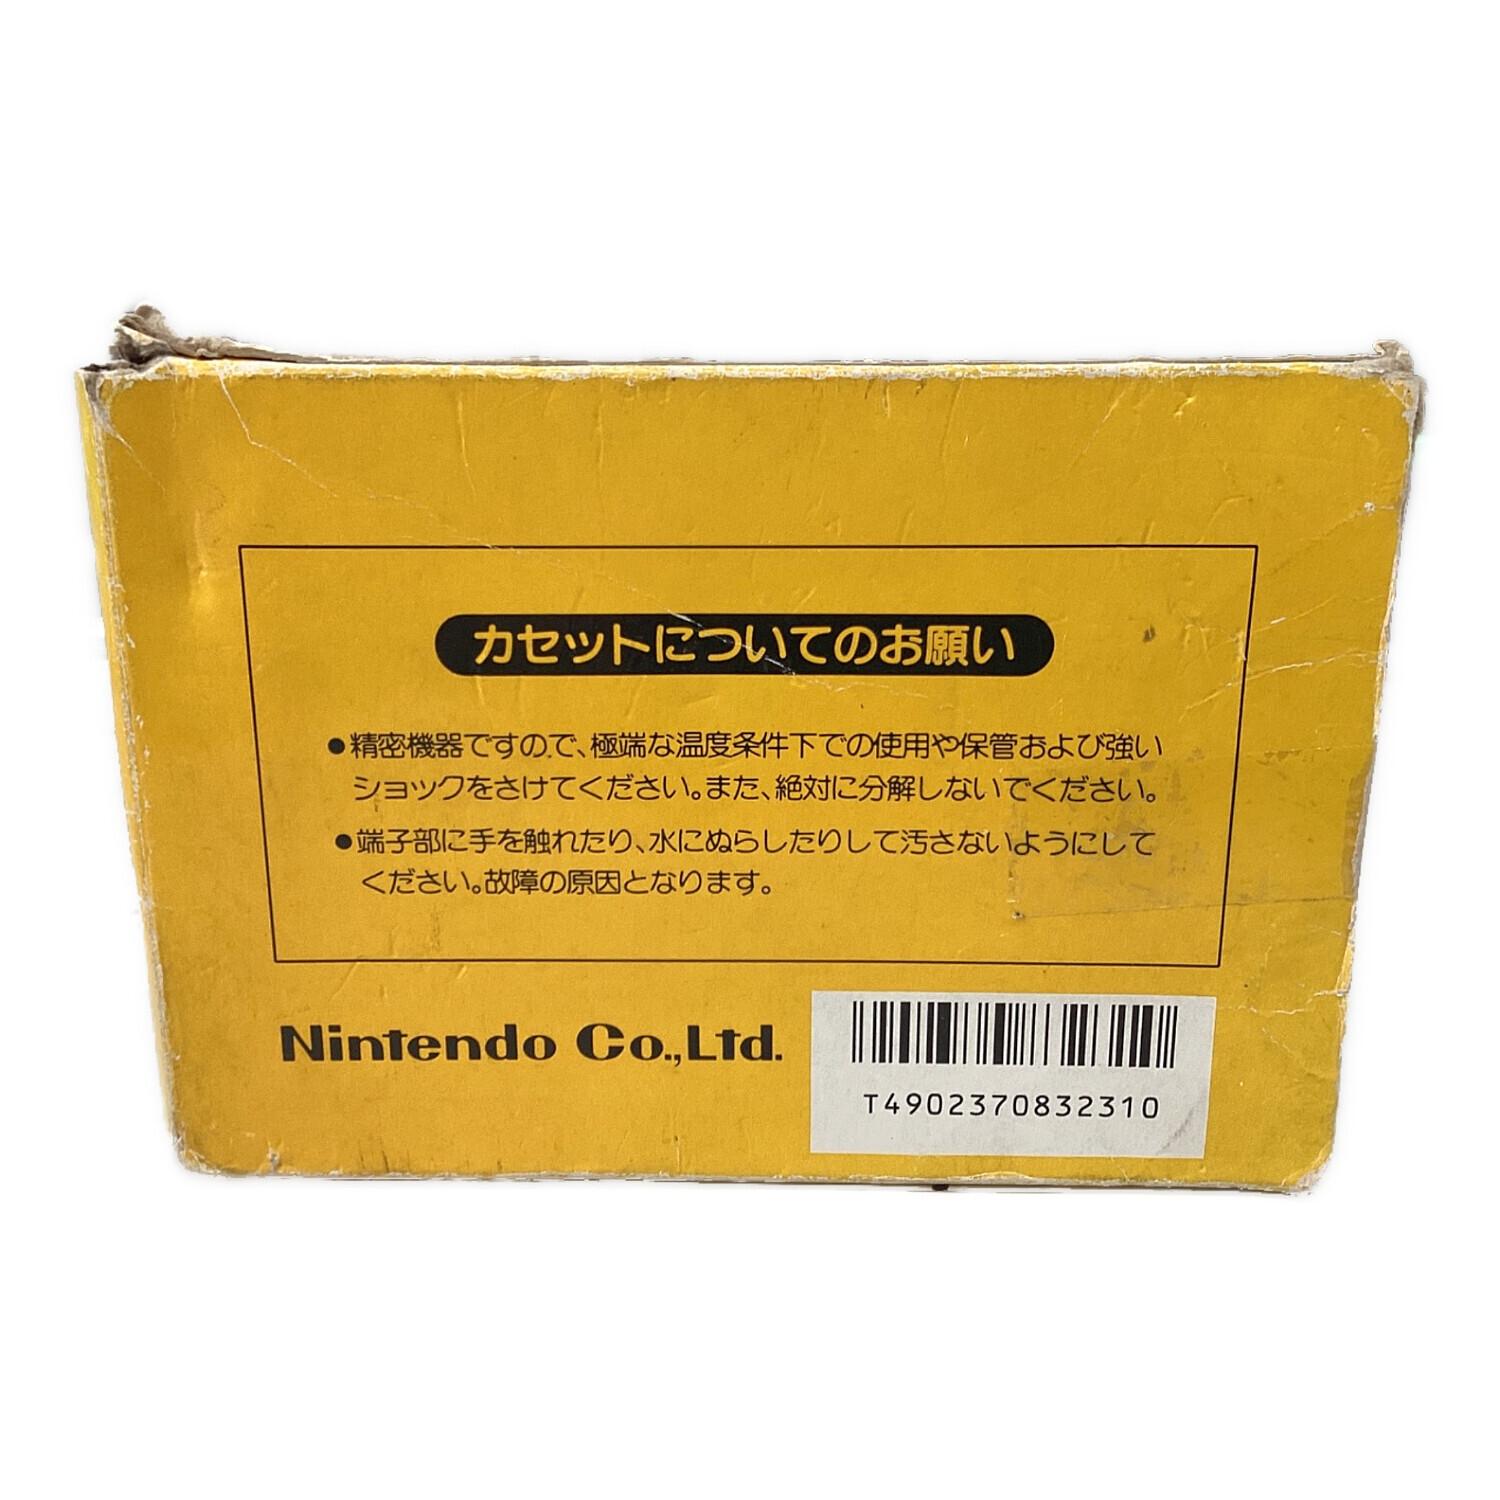 カセットについてのお願い
●精密機器ですので、極端な温度条件下での使用や保管および強い
ショックをさけてください。また、絶対に分解しないでください。
●端子部に手を触れたり、水にぬらしたりして汚さないようにして
ください。故障の原因となります。
Nintendo Co.,Ltd.
T4902370832310